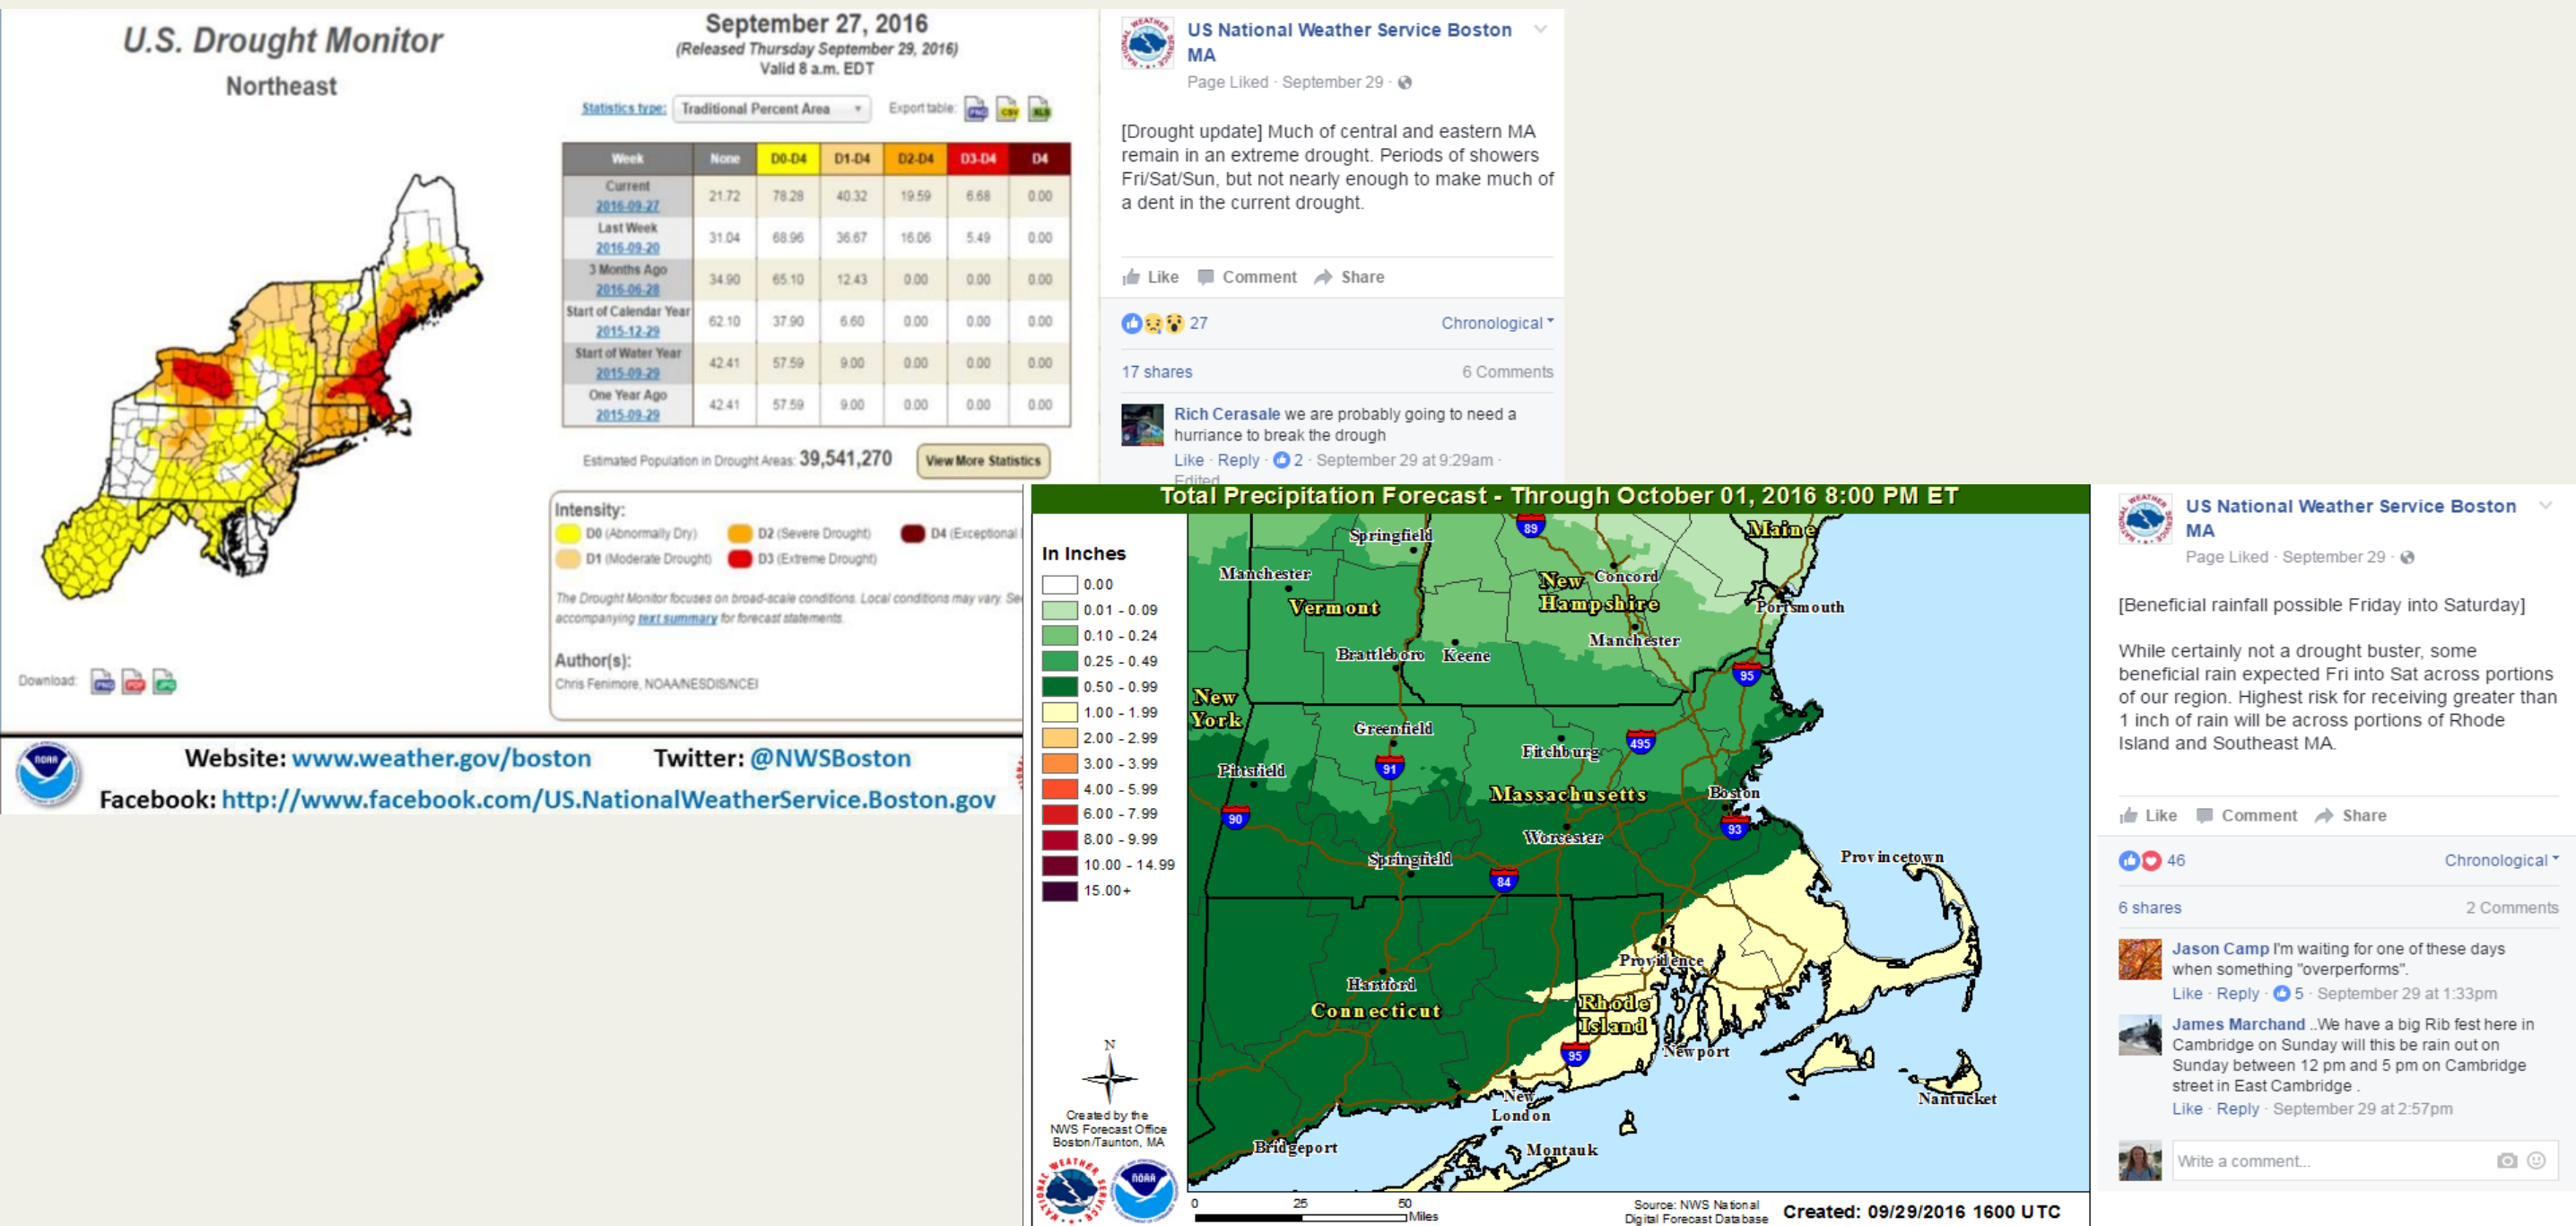 U.S. Drought Monitor
Northeast
September 27, 2016
(Released Thursday September 29, 2016)
Valid 8 a.m. EDT
Statistics type: Traditional Percent Area Export table: PNG CSV XLS
Week None D0-D4 D1-D4 D2-D4 D3-D4 D4
Current
2016-09-27 21.72 78.28 40.32 19.59 6.68 0.00
Last Week
2016-09-20 31.04 68.96 36.67 16.06 5.49 0.00
3 Months Ago
2016-06-28 34.90 65.10 12.43 0.00 0.00 0.00
Start of Calendar Year
2015-12-29 62.10 37.90 6.60 0.00 0.00 0.00
Start of Water Year
2015-09-29 42.41 57.59 9.00 0.00 0.00 0.00
One Year Ago
2015-09-29 42.41 57.59 9.00 0.00 0.00 0.00
Estimated Population in Drought Areas: 39,541,270 View More Statistics
Intensity:
D0 (Abnormally Dry) D2 (Severe Drought) D4 (Exceptional
D1 (Moderate Drought) D3 (Extreme Drought)
The Drought Monitor focuses on broad-scale conditions. Local conditions may vary. See
accompanying text summary for forecast statements.
Author(s):
Chris Fenimore, NOAA/NESDIS/NCEI
Download: PNG PDF JPG
NOAA
Website: www.weather.gov/boston Twitter: @NWSBoston
Facebook: http://www.facebook.com/US.NationalWeatherService.Boston.gov
US National Weather Service Boston
MA
Page Liked · September 29 ·
[Drought update] Much of central and eastern MA
remain in an extreme drought. Periods of showers
Fri/Sat/Sun, but not nearly enough to make much of
a dent in the current drought.
Like Comment Share
27 Chronological
17 shares 6 Comments
Rich Cerasale we are probably going to need a
hurriance to break the drough
Like · Reply · 2 · September 29 at 9:29am ·
Edited
Total Precipitation Forecast - Through October 01, 2016 8:00 PM ET
In Inches
0.00
0.01 - 0.09
0.10 - 0.24
0.25 - 0.49
0.50 - 0.99
1.00 - 1.99
2.00 - 2.99
3.00 - 3.99
4.00 - 5.99
6.00 - 7.99
8.00 - 9.99
10.00 - 14.99
15.00+
N
Created by the
NWS Forecast Office
Boston/Taunton, MA
NATIONAL WEATHER SERVICE
NOAA
89
Maine
Springfield
Manchester
New
Hampshire
Concord
Vermont
Portsmouth
Manchester
Brattleboro
Keene
95
New
York
Greenfield
Fitchburg
495
91
Pittsfield
Massachusetts
Boston
90
93
Worcester
Springfield
84
Provincetown
Providence
Hartford
Connecticut
Rhode
Island
95
Newport
New
London
Nantucket
Bridgeport
Montauk
0 25 50
Miles
Source: NWS National
Digital Forecast Database
Created: 09/29/2016 1600 UTC
US National Weather Service Boston
MA
Page Liked · September 29 ·
[Beneficial rainfall possible Friday into Saturday]
While certainly not a drought buster, some
beneficial rain expected Fri into Sat across portions
of our region. Highest risk for receiving greater than
1 inch of rain will be across portions of Rhode
Island and Southeast MA.
Like Comment Share
46 Chronological
6 shares 2 Comments
Jason Camp I'm waiting for one of these days
when something "overperforms".
Like · Reply · 5 · September 29 at 1:33pm
James Marchand ..We have a big Rib fest here in
Cambridge on Sunday will this be rain out on
Sunday between 12 pm and 5 pm on Cambridge
street in East Cambridge .
Like · Reply · September 29 at 2:57pm
Write a comment...